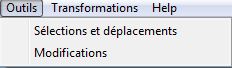 Outils Transformations Help
Sélections et déplacements
Modifications